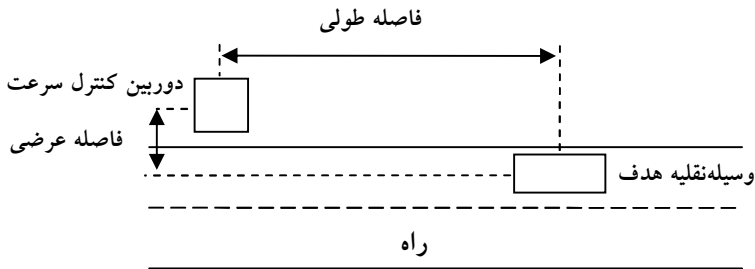 فاصله طولی
دوربین کنترل سرعت
فاصله عرضی
وسیله‌نقلیه هدف
راه